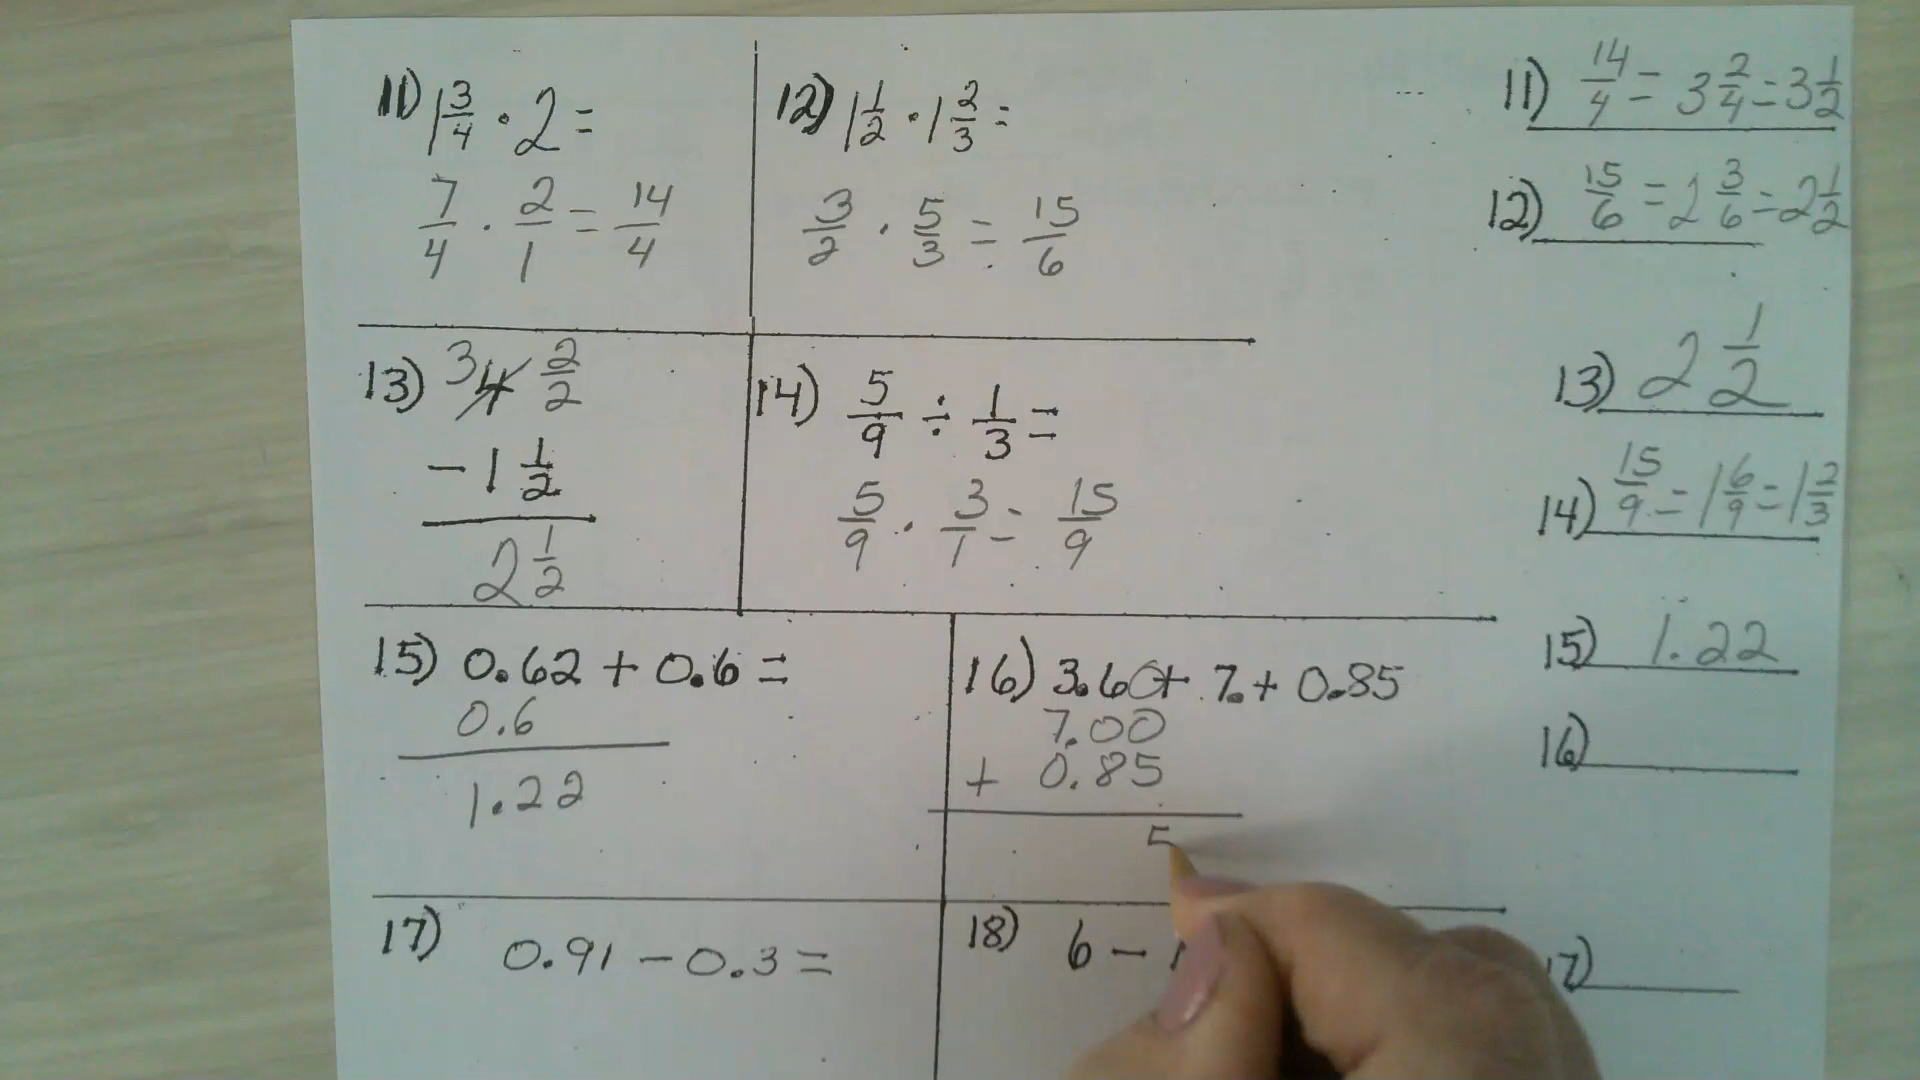 11) 1 3/4 · 2 =
7/4 · 2/1 = 14/4
12) 1 1/2 · 1 2/3 =
3/2 · 5/3 = 15/6
13) 3 4 2/2
- 1 1/2
2 1/2
14) 5/9 ÷ 1/3 =
5/9 · 3/1 = 15/9
15) 0.62 + 0.6 =
0.6
1.22
16) 3.60 + 7. + 0.85
7.00
+ 0.85
5
17) 0.91 - 0.3 =
18) 6 -
11) 14/4 = 3 2/4 = 3 1/2
12) 15/6 = 2 3/6 = 2 1/2
13) 2 1/2
14) 15/9 = 1 6/9 = 1 2/3
15) 1.22
16)
17)